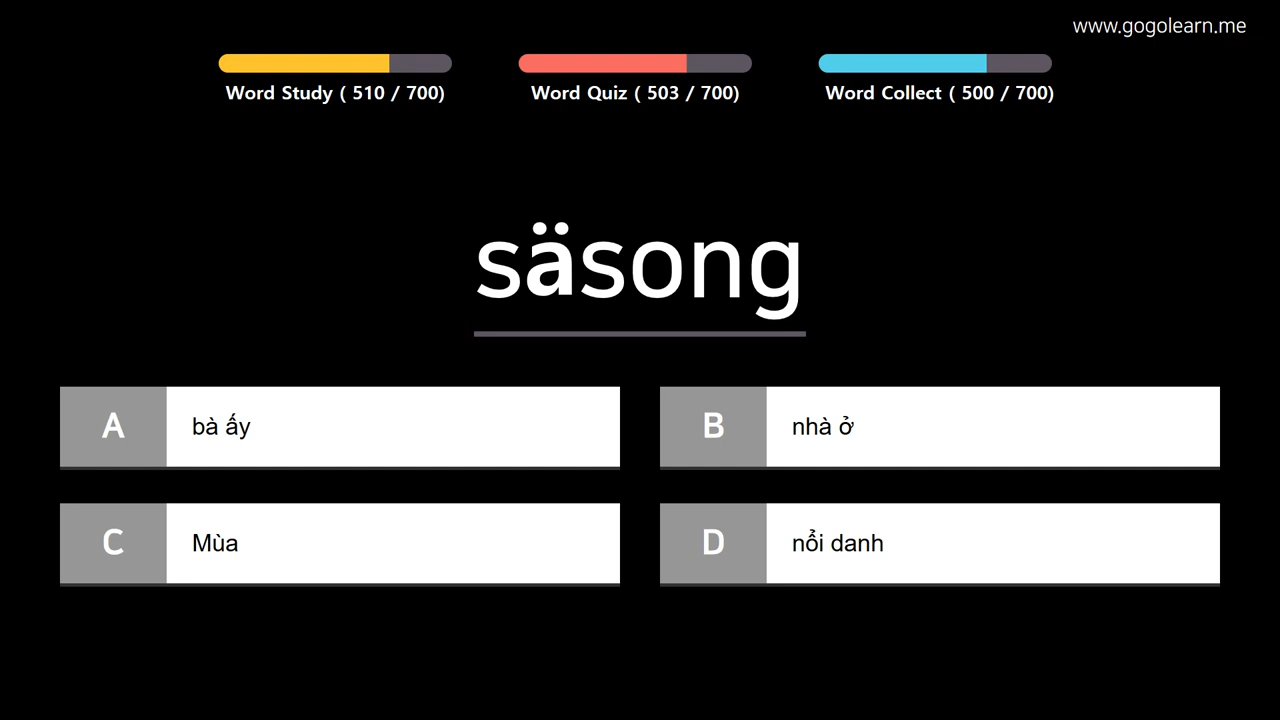 www.gogolearn.me
Word Study ( 510 / 700)
Word Quiz ( 503 / 700)
Word Collect ( 500 / 700)
säsong
A bà ấy
B nhà ở
C Mùa
D nổi danh